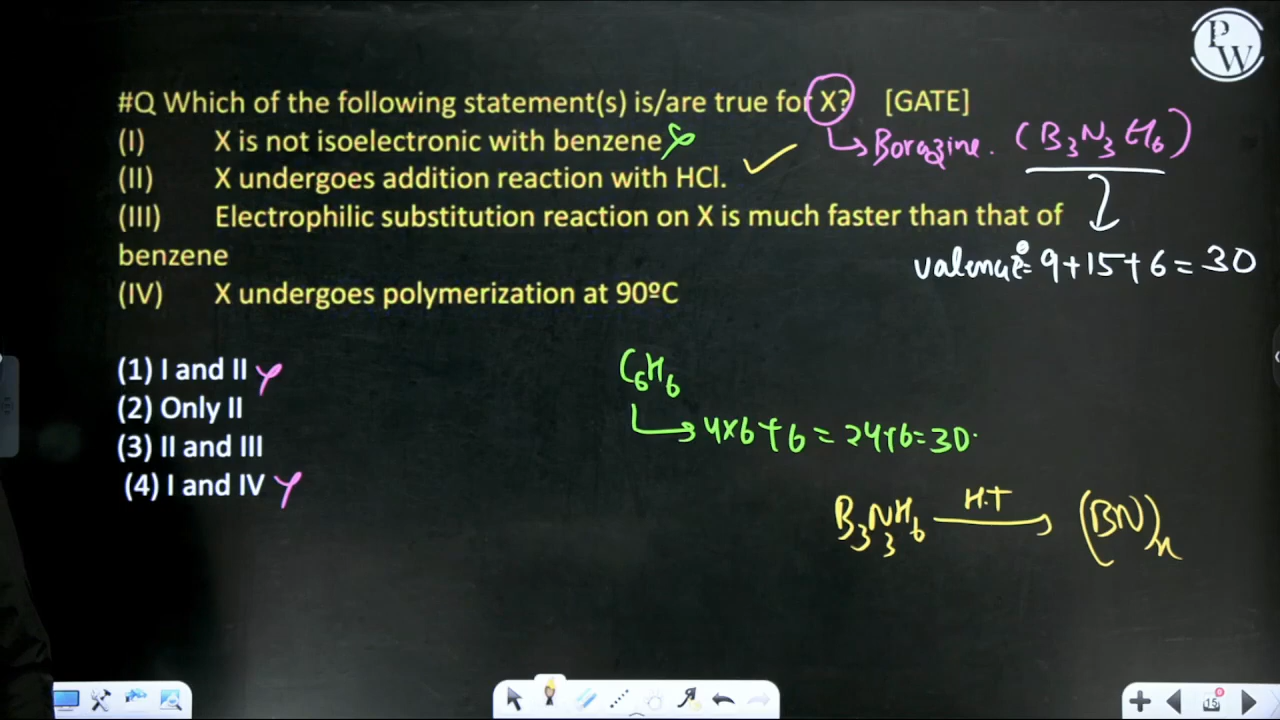 PW
#Q Which of the following statement(s) is/are true for X? [GATE]
(I) X is not isoelectronic with benzene
→ Borazine. (B₃N₃H₆)
(II) X undergoes addition reaction with HCl.
(III) Electrophilic substitution reaction on X is much faster than that of
benzene
valence e⁻ = 9+15+6=30
(IV) X undergoes polymerization at 90ºC
(1) I and II
(2) Only II
(3) II and III
(4) I and IV
C₆H₆
→ 4×6+6 = 24+6=30.
B₃N₃H₆ H.T → (BN)ₙ
15